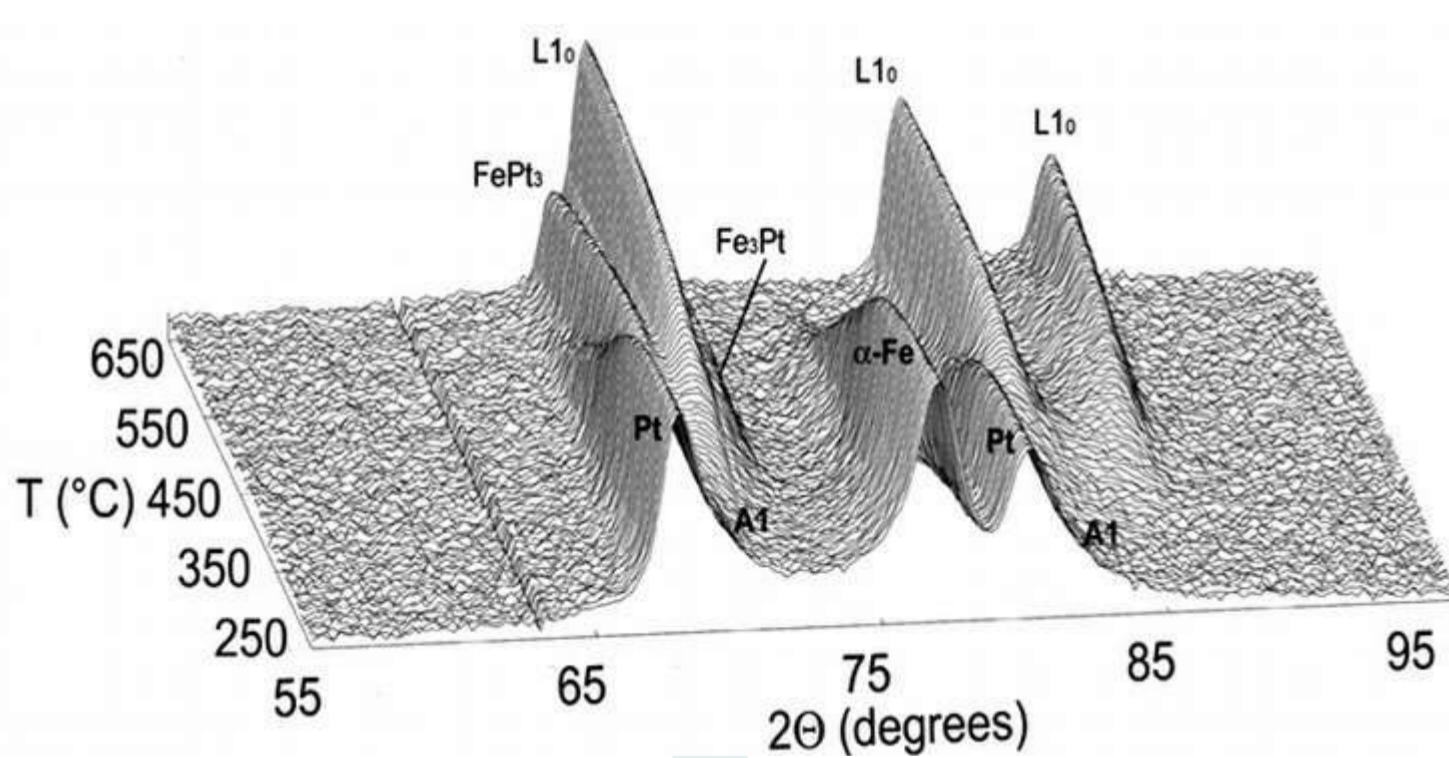 L1₀
L1₀
L1₀
FePt₃
Fe₃Pt
α-Fe
Pt
Pt
A1
A1
650
550
T (°C) 450
350
250
55
65
75
85
95
2Θ (degrees)